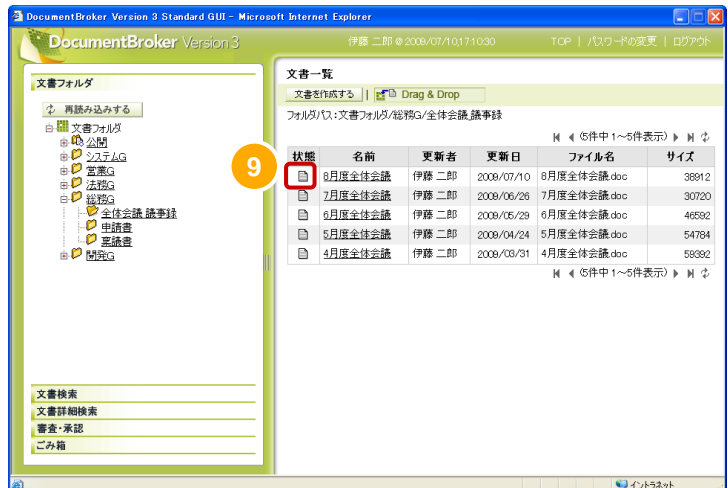 DocumentBroker Version 3 Standard GUI - Microsoft Internet Explorer
DocumentBroker Version 3
伊藤 二郎 @ 2009/07/10,17:10:30
TOP | パスワードの変更 | ログアウト
文書フォルダ
再読み込みする
文書フォルダ
公開
システムG
営業G
法務G
総務G
全体会議_議事録
申請書
稟議書
開発G
文書検索
文書詳細検索
審査・承認
ごみ箱
文書一覧
文書を作成する | Drag & Drop
フォルダパス:文書フォルダ/総務G/全体会議_議事録
(5件中 1～5件表示)
9
状態 名前 更新者 更新日 ファイル名 サイズ
8月度全体会議 伊藤 二郎 2009/07/10 8月度全体会議.doc 38912
7月度全体会議 伊藤 二郎 2009/06/26 7月度全体会議.doc 30720
6月度全体会議 伊藤 二郎 2009/05/29 6月度全体会議.doc 46592
5月度全体会議 伊藤 二郎 2009/04/24 5月度全体会議.doc 54784
4月度全体会議 伊藤 二郎 2009/03/31 4月度全体会議.doc 59392
(5件中 1～5件表示)
イントラネット